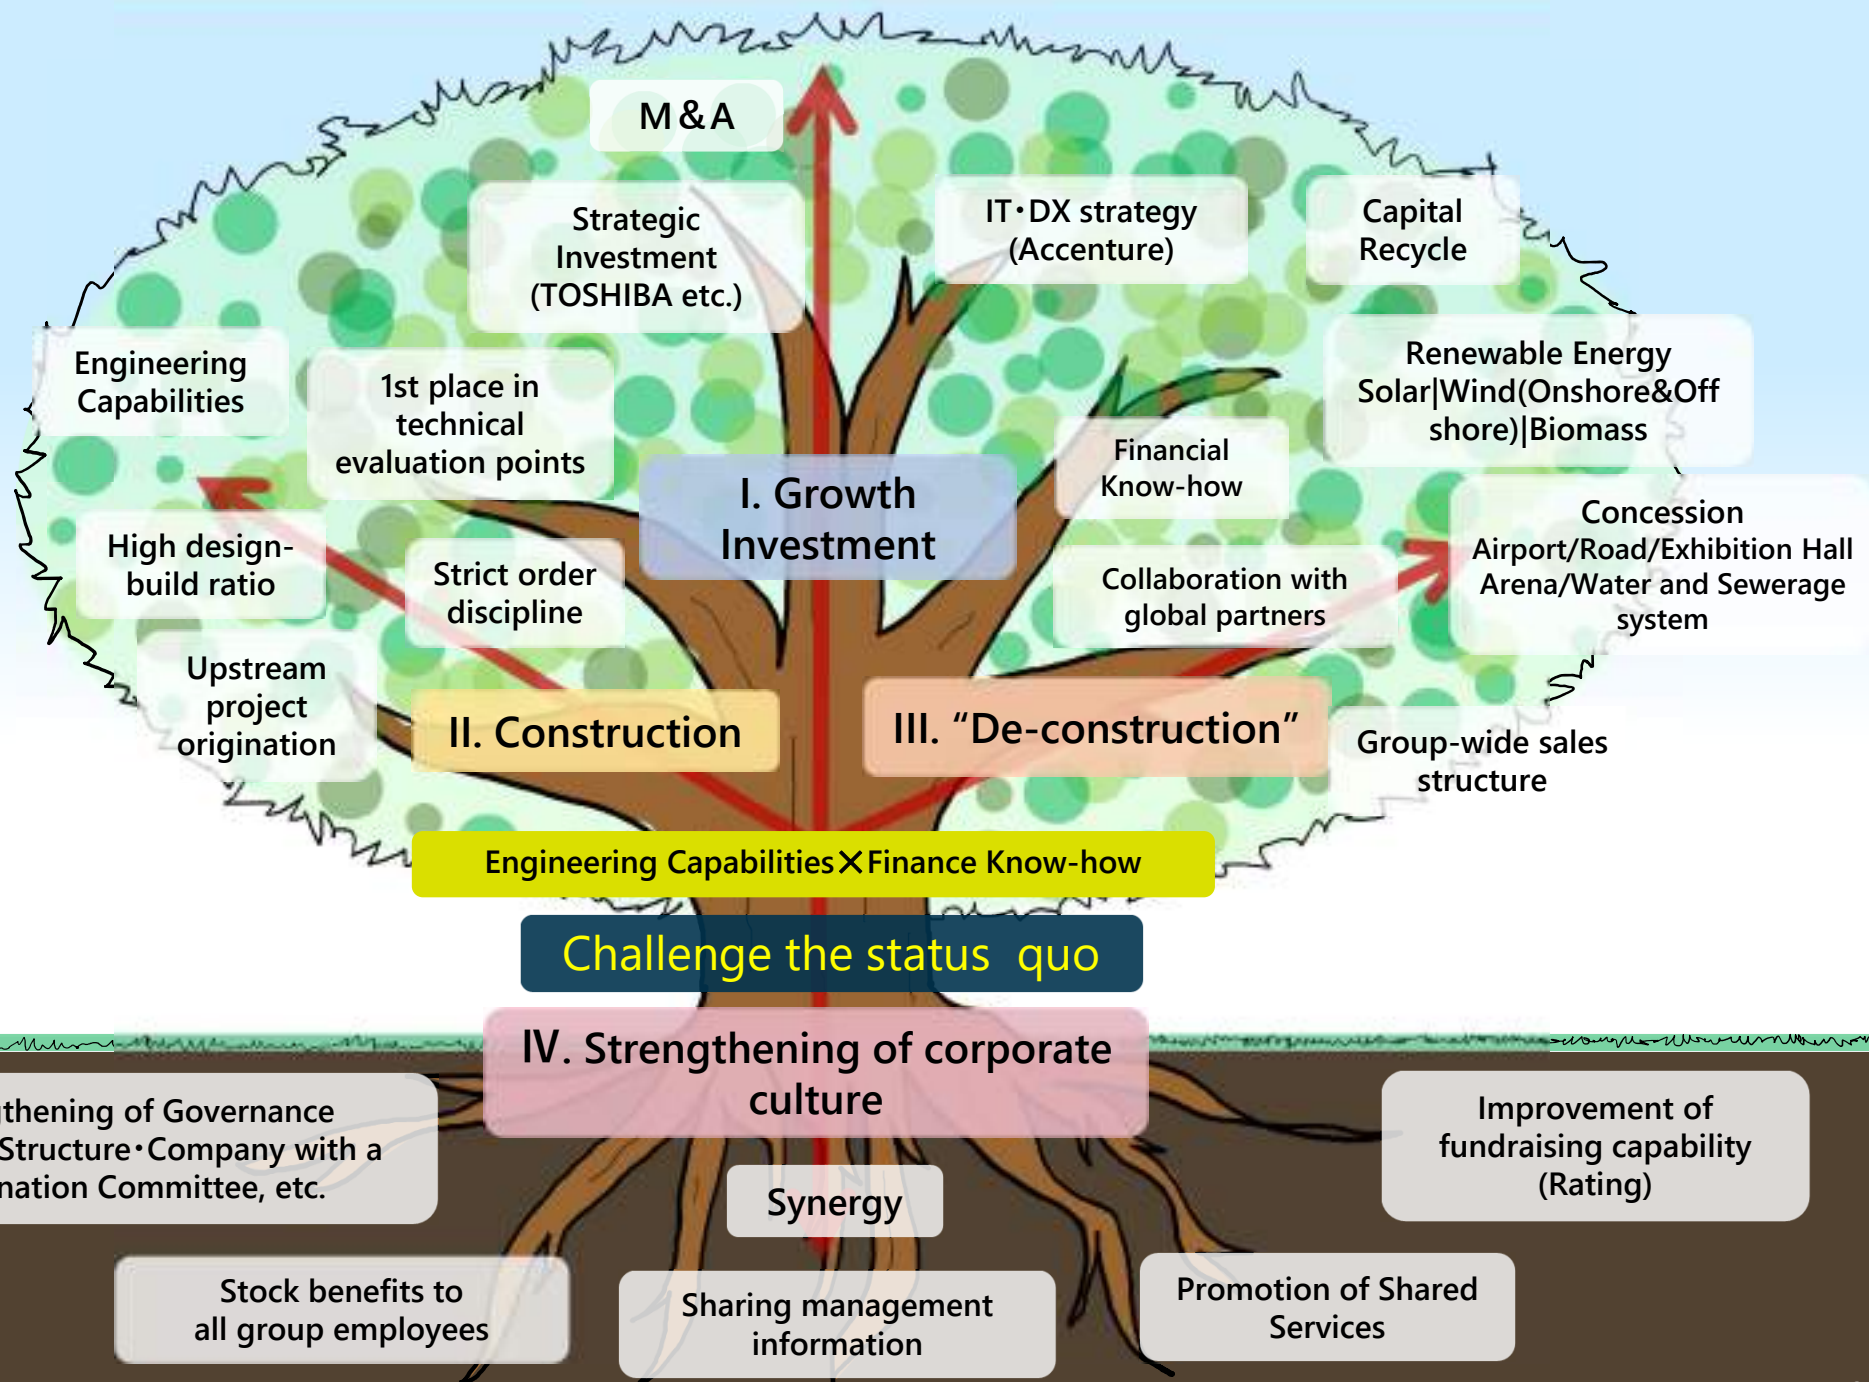 M&A
Strategic
Investment
(TOSHIBA etc.)
IT・DX strategy
(Accenture)
Capital
Recycle
Engineering
Capabilities
1st place in
technical
evaluation points
Renewable Energy
Solar|Wind(Onshore&Off
shore)|Biomass
I. Growth
Investment
Financial
Know-how
Concession
Airport/Road/Exhibition Hall
Arena/Water and Sewerage
system
High design-
build ratio
Strict order
discipline
Collaboration with
global partners
Upstream
project
origination
II. Construction
III. “De-construction”
Group-wide sales
structure
Engineering Capabilities×Finance Know-how
Challenge the status quo
Ⅳ. Strengthening of corporate
culture
gthening of Governance
Structure・Company with a
nation Committee, etc.
Improvement of
fundraising capability
(Rating)
Synergy
Stock benefits to
all group employees
Sharing management
information
Promotion of Shared
Services